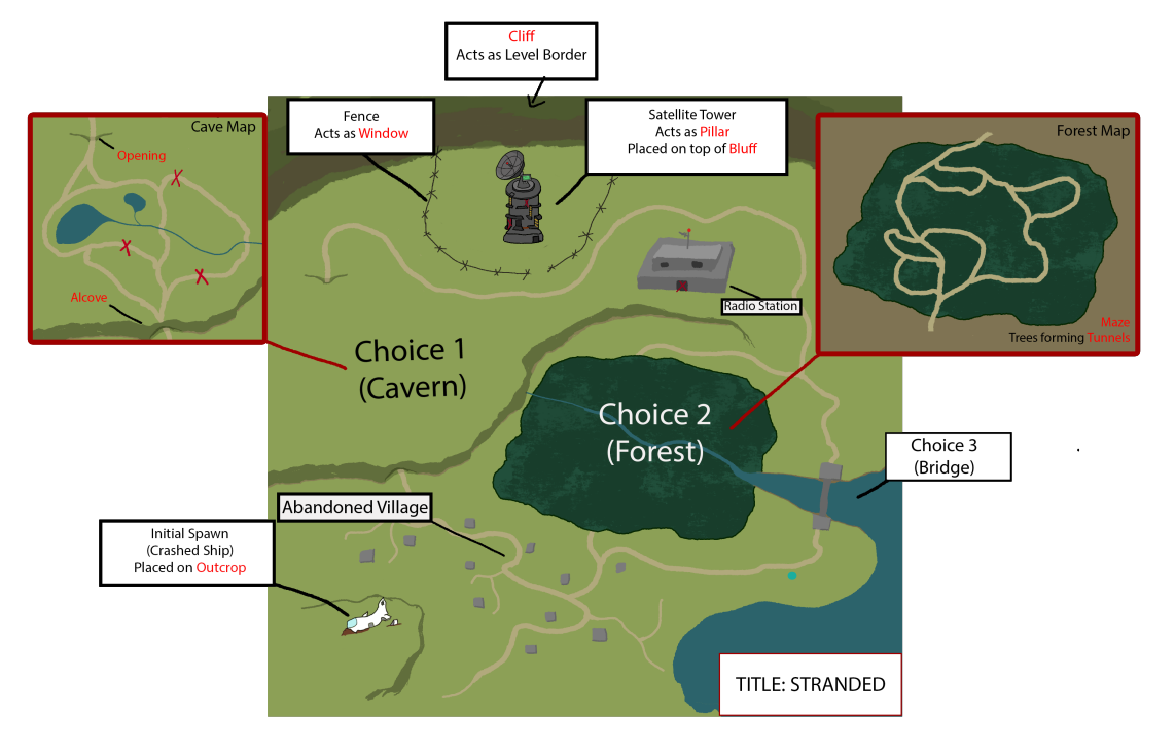 Cliff
Acts as Level Border
Fence
Acts as Window
Satellite Tower
Acts as Pillar
Placed on top of Bluff
Cave Map
Opening
Alcove
Forest Map
Maze
Trees forming Tunnels
Radio Station
Choice 1
(Cavern)
Choice 2
(Forest)
Choice 3
(Bridge)
Abandoned Village
Initial Spawn
(Crashed Ship)
Placed on Outcrop
TITLE: STRANDED